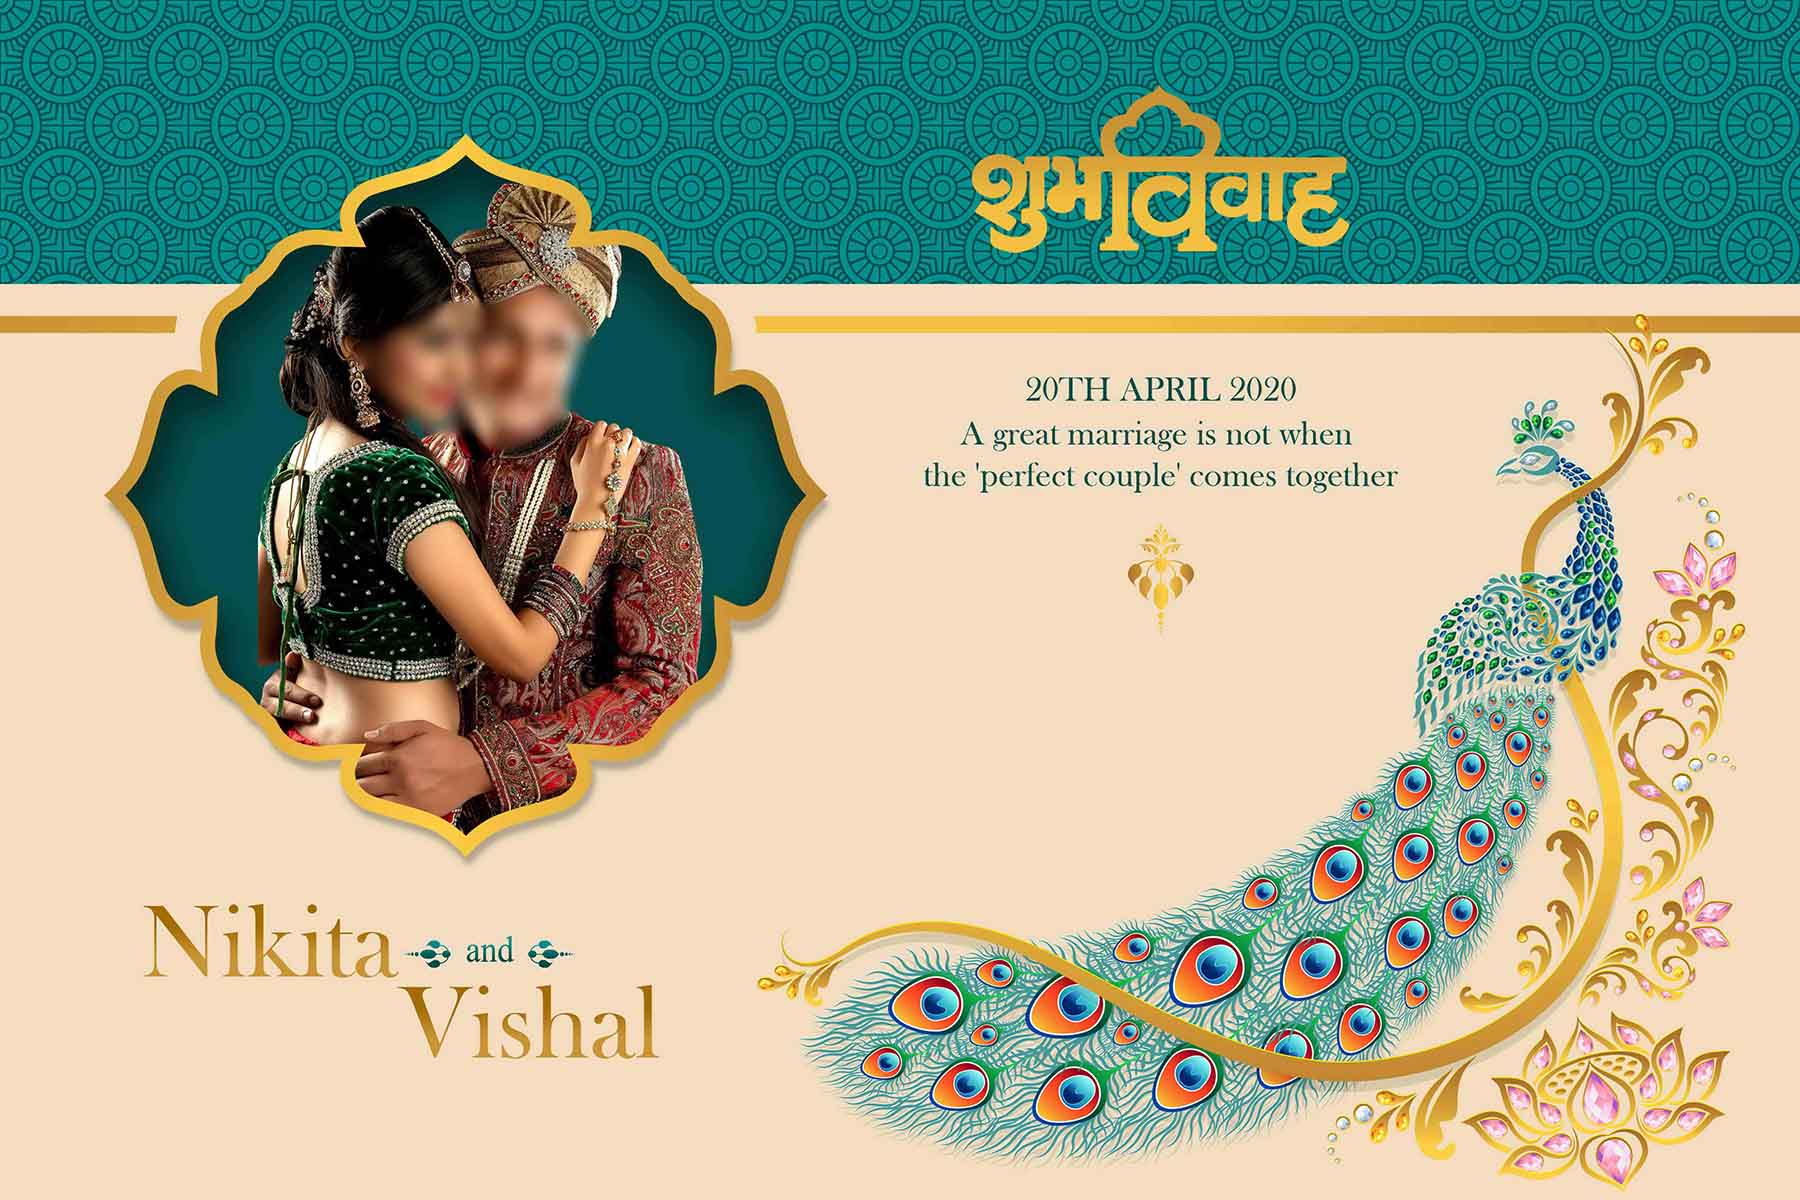 शुभविवाह
20TH APRIL 2020
A great marriage is not when
the 'perfect couple' comes together
Nikita and
Vishal